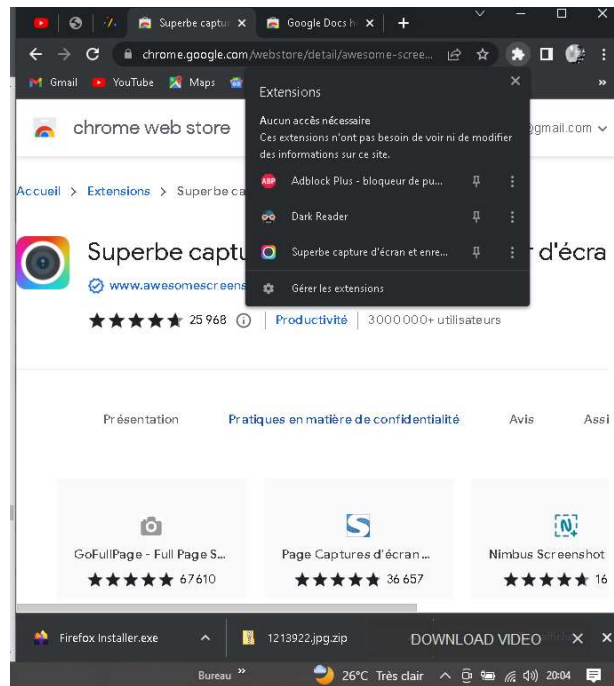 Superbe captu
Google Docs h
chrome.google.com/webstore/detail/awesome-scree...
Gmail
YouTube
Maps
»
Extensions
Aucun accès nécessaire
Ces extensions n'ont pas besoin de voir ni de modifier
des informations sur ce site.
ABP Adblock Plus - bloqueur de pu...
Dark Reader
Superbe capture d'écran et enre...
Gérer les extensions
chrome web store
@gmail.com
Accueil > Extensions > Superbe ca
Superbe captu
r d'écra
www.awesomescreens
25 968
Productivité
3 000 000+ utilisateurs
Présentation
Pratiques en matière de confidentialité
Avis
Assi
GoFullPage - Full Page S...
Page Captures d'écran ...
Nimbus Screenshot
67 610
36 657
16
Firefox Installer.exe
1213922.jpg.zip
DOWNLOAD VIDEO
Bureau »
26°C Très clair
20:04